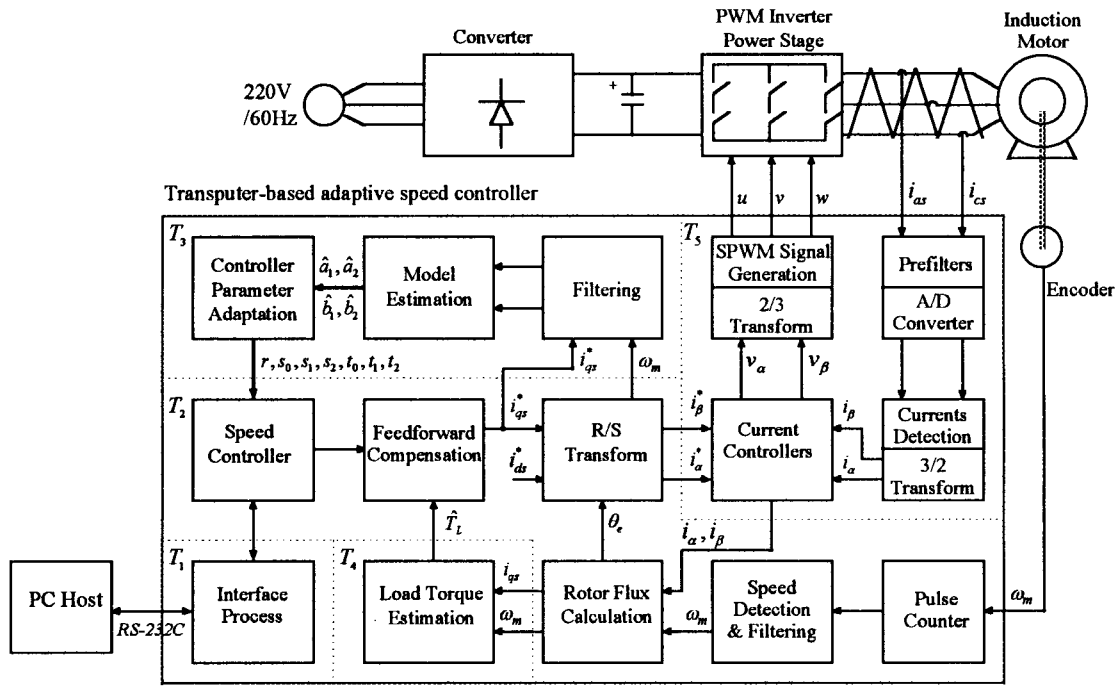 Converter
PWM Inverter
Power Stage
Induction
Motor
220V
/60Hz
+
Transputer-based adaptive speed controller
u
v
w
i_as
i_cs
T_3
Controller
Parameter
Adaptation
â_1, â_2
b̂_1, b̂_2
Model
Estimation
Filtering
T_5
SPWM Signal
Generation
2/3
Transform
Prefilters
A/D
Converter
Encoder
r, s_0, s_1, s_2, t_0, t_1, t_2
i*_qs
ω_m
v_α
v_β
T_2
Speed
Controller
Feedforward
Compensation
i*_qs
i*_ds
R/S
Transform
i*_β
i*_α
Current
Controllers
i_β
i_α
Currents
Detection
3/2
Transform
T̂_L
θ_e
i_α, i_β
T_1
T_4
PC Host
RS-232C
Interface
Process
Load Torque
Estimation
i_qs
ω_m
Rotor Flux
Calculation
ω_m
Speed
Detection
& Filtering
Pulse
Counter
ω_m